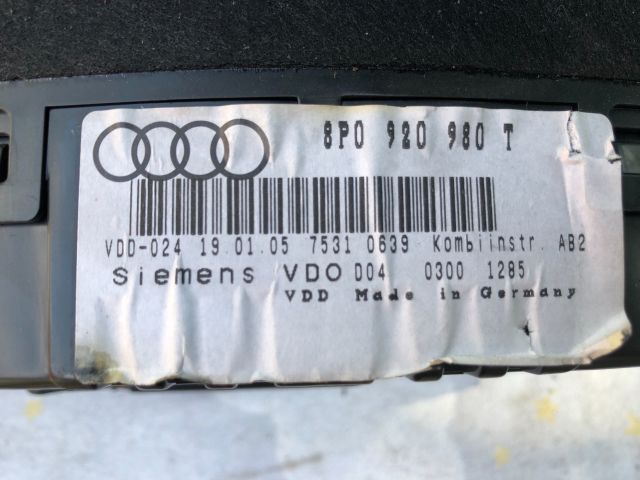 8P0 920 980 T
VDD-024 19.01.05 7531 0639 Kombiinstr. AB2
Siemens VDO 004 0300 1285
VDD Made in Germany